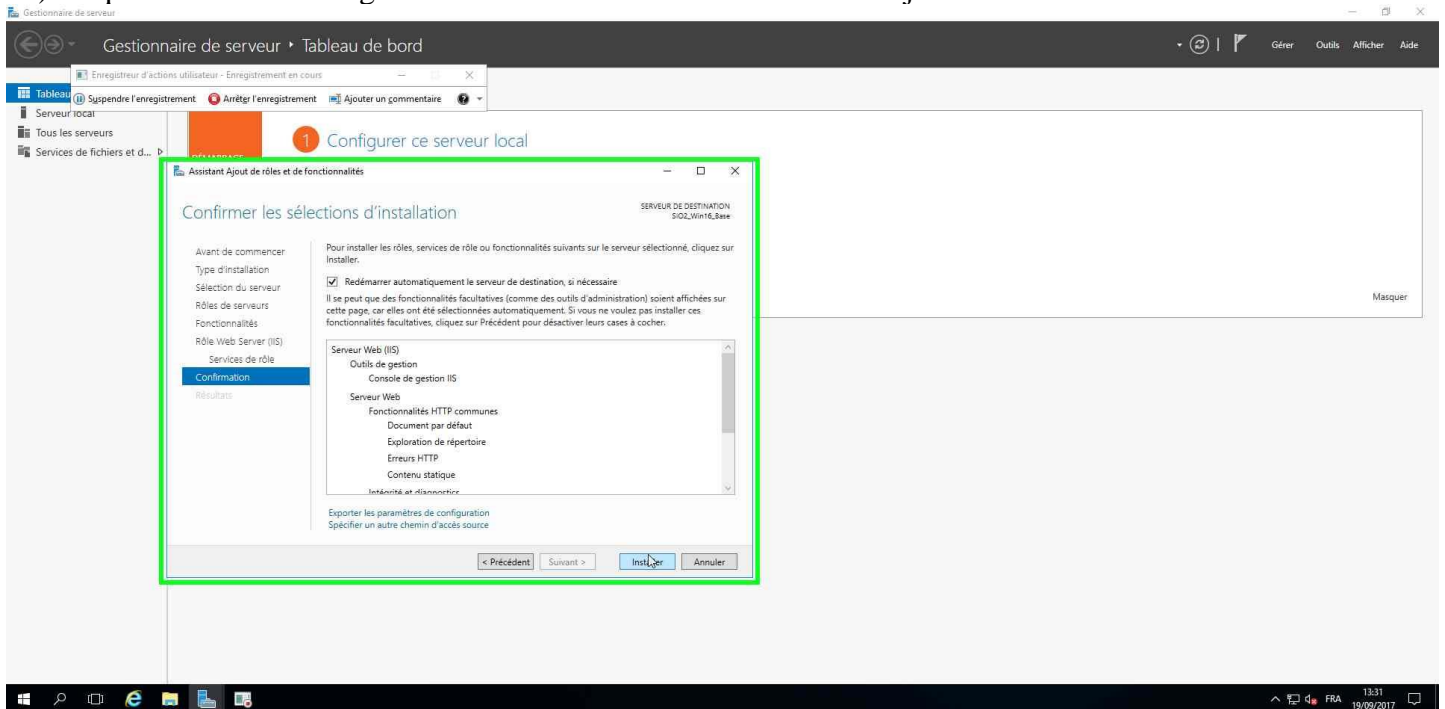 Gestionnaire de serveur
Gestionnaire de serveur ‣ Tableau de bord
Gérer Outils Afficher Aide
Enregistreur d'actions utilisateur - Enregistrement en cours
Suspendre l'enregistrement Arrêter l'enregistrement Ajouter un commentaire
Tableau
Serveur local
Tous les serveurs
Services de fichiers et d...
1 Configurer ce serveur local
Masquer
Assistant Ajout de rôles et de fonctionnalités
Confirmer les sélections d'installation
SERVEUR DE DESTINATION
SIO2_Win16_Base
Avant de commencer
Type d'installation
Sélection du serveur
Rôles de serveurs
Fonctionnalités
Rôle Web Server (IIS)
Services de rôle
Confirmation
Résultats
Pour installer les rôles, services de rôle ou fonctionnalités suivants sur le serveur sélectionné, cliquez sur
Installer.
Redémarrer automatiquement le serveur de destination, si nécessaire
Il se peut que des fonctionnalités facultatives (comme des outils d'administration) soient affichées sur
cette page, car elles ont été sélectionnées automatiquement. Si vous ne voulez pas installer ces
fonctionnalités facultatives, cliquez sur Précédent pour désactiver leurs cases à cocher.
Serveur Web (IIS)
Outils de gestion
Console de gestion IIS
Serveur Web
Fonctionnalités HTTP communes
Document par défaut
Exploration de répertoire
Erreurs HTTP
Contenu statique
Intégrité et diagnostics
Exporter les paramètres de configuration
Spécifier un autre chemin d'accès source
< Précédent Suivant > Installer Annuler
FRA
13:31
19/09/2017